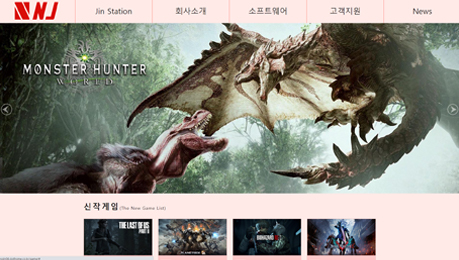 NJ
Jin Station
회사소개
소프트웨어
고객지원
News
MONSTER HUNTER
WORLD
신작게임 (The New Game List)
THE LAST OF US
PART II
BIOHAZARD